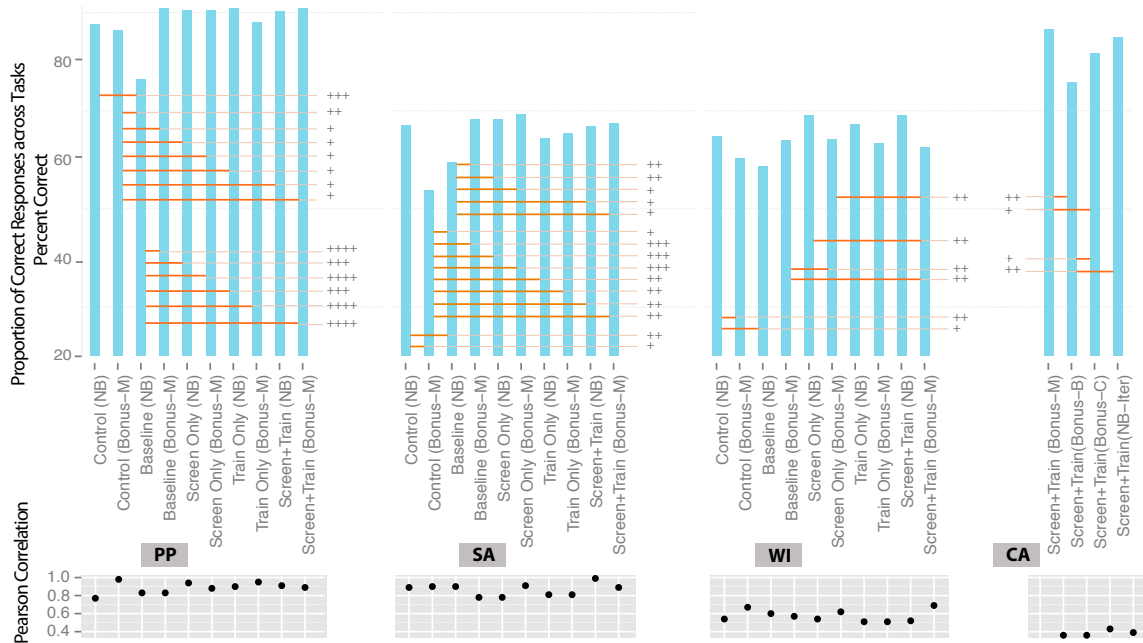 Proportion of Correct Responses across Tasks
Percent Correct
80
60
40
20
+++
++
+
+
+
+
+
+
++++
+++
++++
+++
++++
++++
++
++
+
+
+
+
+++
+++
+++
++
++
++
++
++
+
++
++
++
++
++
+
++
+
+
++
Control (NB)
Control (Bonus−M)
Baseline (NB)
Baseline (Bonus−M)
Screen Only (NB)
Screen Only (Bonus−M)
Train Only (NB)
Train Only (Bonus−M)
Screen+Train (NB)
Screen+Train (Bonus−M)
Control (NB)
Control (Bonus−M)
Baseline (NB)
Baseline (Bonus−M)
Screen Only (NB)
Screen Only (Bonus−M)
Train Only (NB)
Train Only (Bonus−M)
Screen+Train (NB)
Screen+Train (Bonus−M)
Control (NB)
Control (Bonus−M)
Baseline (NB)
Baseline (Bonus−M)
Screen Only (NB)
Screen Only (Bonus−M)
Train Only (NB)
Train Only (Bonus−M)
Screen+Train (NB)
Screen+Train (Bonus−M)
Screen+Train (Bonus−M)
Screen+Train(Bonus−B)
Screen+Train(Bonus−C)
Screen+Train(NB−Iter)
PP
SA
WI
CA
Pearson Correlation
1.0
0.8
0.6
0.4